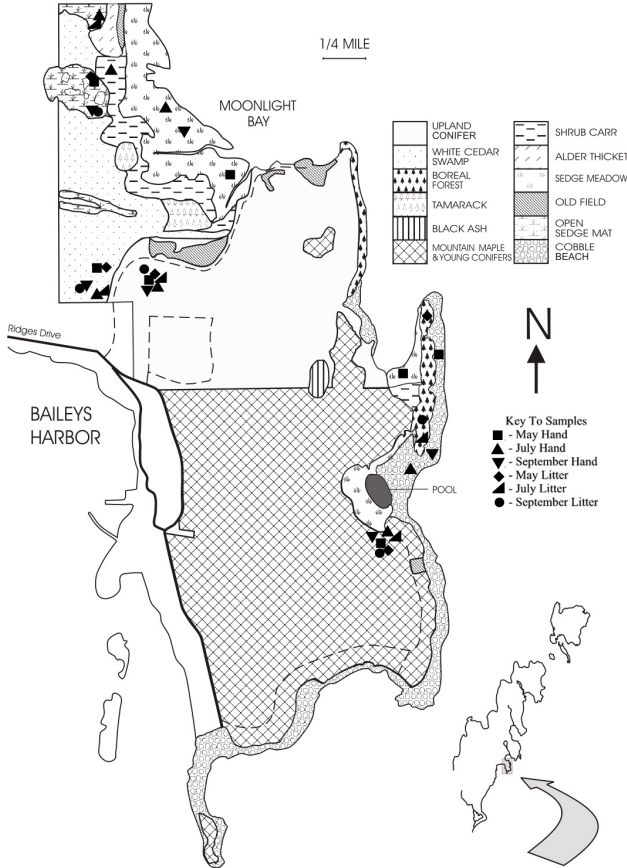 1/4 MILE
MOONLIGHT
BAY
UPLAND
CONIFER
WHITE CEDAR
SWAMP
BOREAL
FOREST
TAMARACK
BLACK ASH
MOUNTAIN MAPLE
& YOUNG CONIFERS
SHRUB CARR
ALDER THICKET
SEDGE MEADOW
OLD FIELD
OPEN
SEDGE MAT
COBBLE
BEACH
N
Ridges Drive
BAILEYS
HARBOR
Key To Samples
- May Hand
- July Hand
- September Hand
- May Litter
- July Litter
- September Litter
POOL